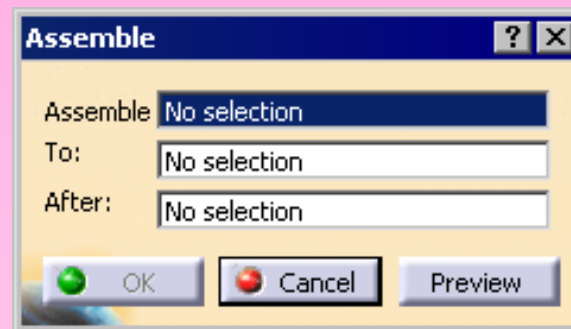 Assemble ? X
Assemble No selection
To: No selection
After: No selection
OK Cancel Preview